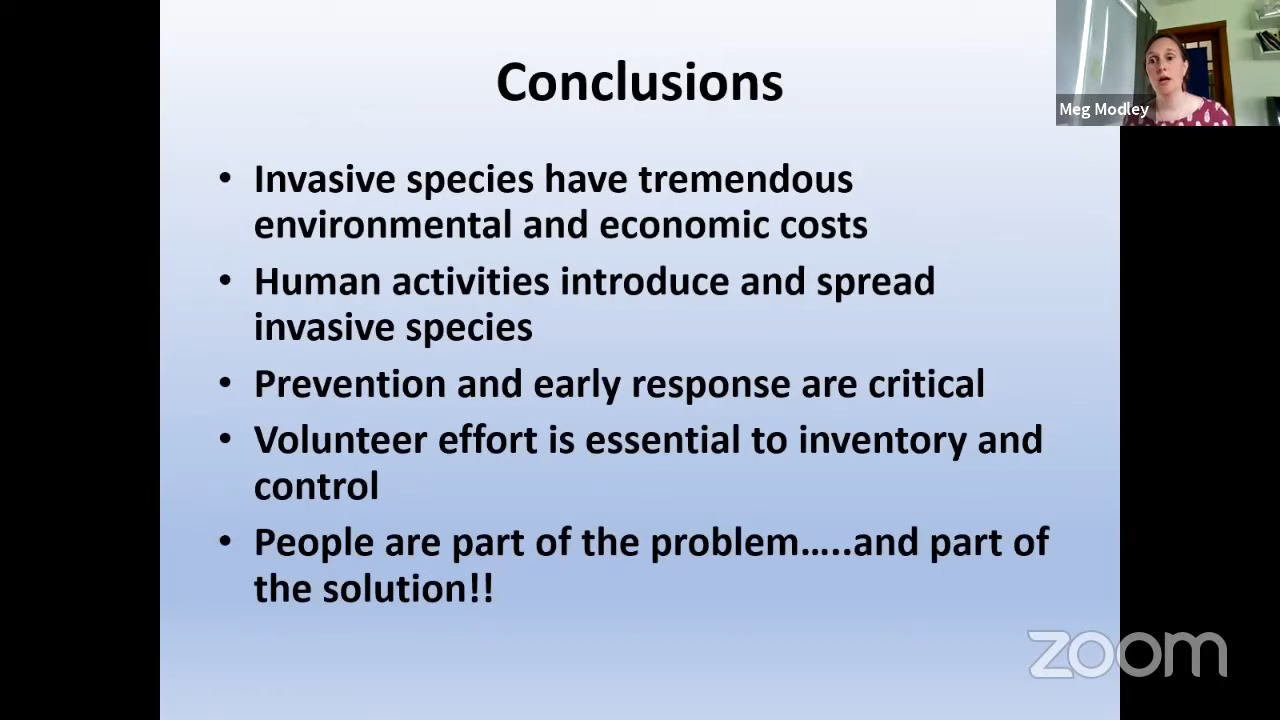 Conclusions
Meg Modley
• Invasive species have tremendous
environmental and economic costs
• Human activities introduce and spread
invasive species
• Prevention and early response are critical
• Volunteer effort is essential to inventory and
control
• People are part of the problem…..and part of
the solution!!
zoom